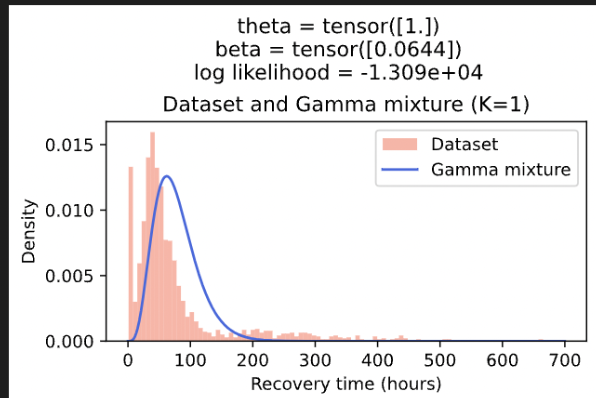 theta = tensor([1.])
beta = tensor([0.0644])
log likelihood = -1.309e+04
Dataset and Gamma mixture (K=1)
Dataset
Gamma mixture
0.015
0.010
0.005
0.000
Density
0 100 200 300 400 500 600 700
Recovery time (hours)